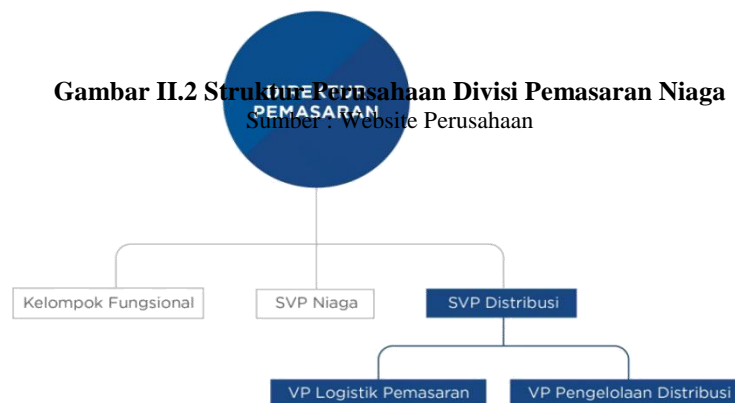 Gambar II.2 Struktur Perusahaan Divisi Pemasaran Niaga
Sumber : Website Perusahaan
DIREKTUR
PEMASARAN
Kelompok Fungsional
SVP Niaga
SVP Distribusi
VP Logistik Pemasaran
VP Pengelolaan Distribusi